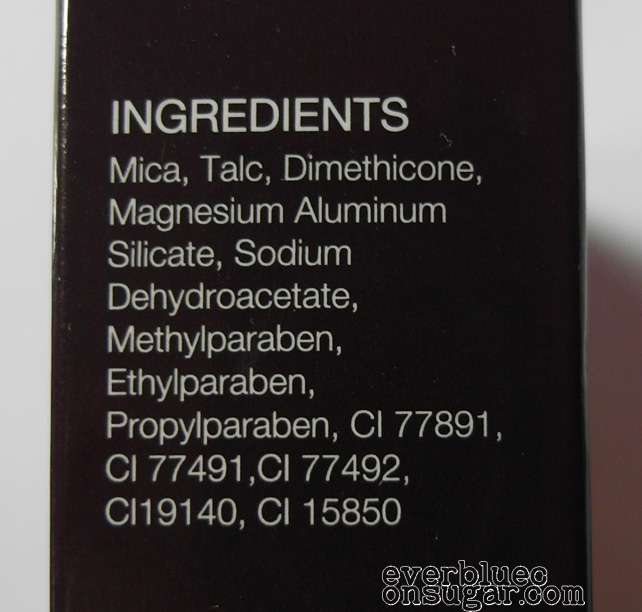 INGREDIENTS
Mica, Talc, Dimethicone,
Magnesium Aluminum
Silicate, Sodium
Dehydroacetate,
Methylparaben,
Ethylparaben,
Propylparaben, CI 77891,
CI 77491,CI 77492,
CI19140, CI 15850
everbluec
onsugar.com